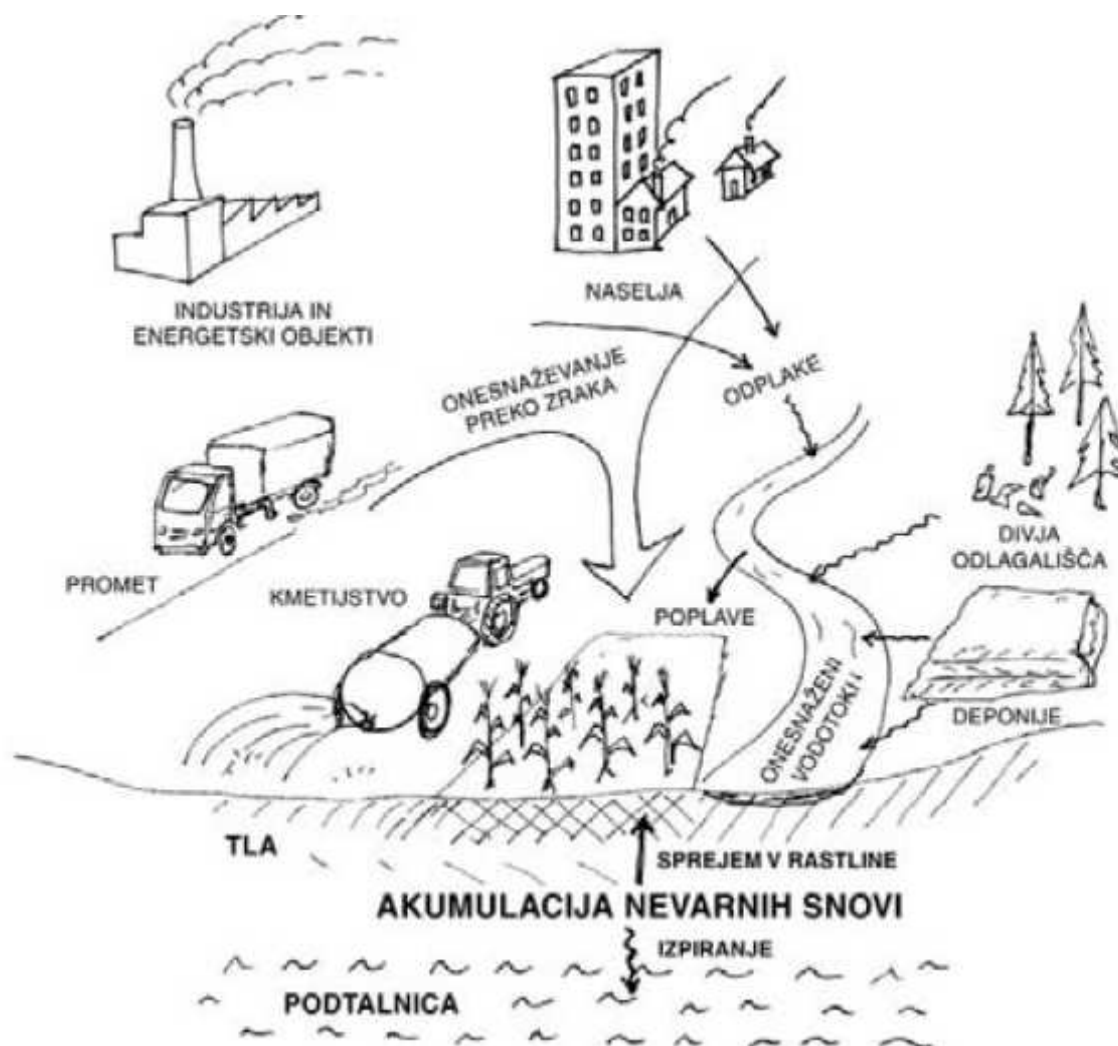 NASELJA
INDUSTRIJA IN
ENERGETSKI OBJEKTI
ONESNAŽEVANJE
PREKO ZRAKA
ODPLAKE
DIVJA
ODLAGALIŠČA
PROMET
KMETIJSTVO
POPLAVE
ONESNAŽENI
VODOTOKI
DEPONIJE
TLA
SPREJEM V RASTLINE
AKUMULACIJA NEVARNIH SNOVI
IZPIRANJE
PODTALNICA